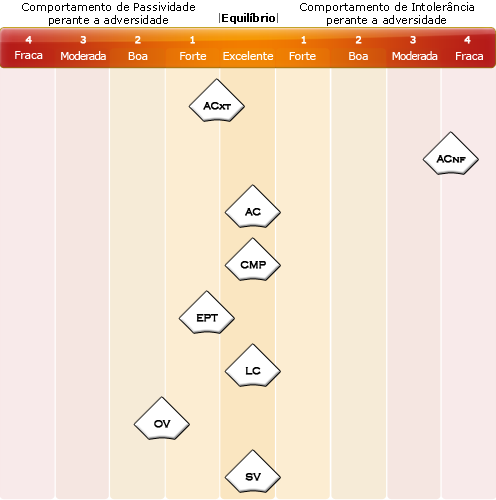 Comportamento de Passividade
perante a adversidade
|Equilíbrio|
Comportamento de Intolerância
perante a adversidade
4 3 2 1 1 2 3 4
Fraca Moderada Boa Forte Excelente Forte Boa Moderada Fraca
ACXT
ACNF
AC
CMP
EPT
LC
OV
SV